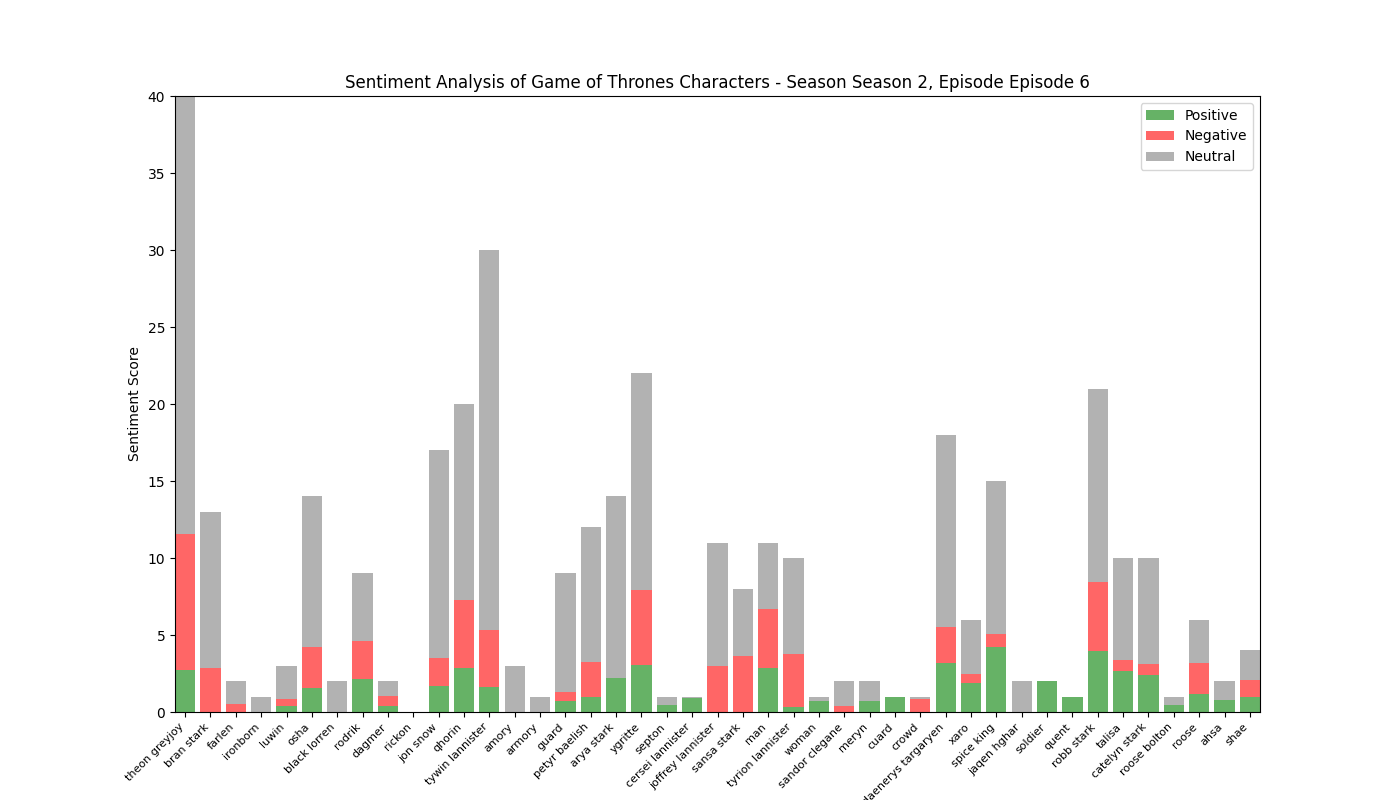 Sentiment Analysis of Game of Thrones Characters - Season Season 2, Episode Episode 6
Positive
Negative
Neutral
Sentiment Score
40
35
30
25
20
15
10
5
0
theon greyjoy
bran stark
farlen
ironborn
luwin
osha
black lorren
rodrik
dagmer
rickon
jon snow
qhorin
tywin lannister
amory
armory
guard
petyr baelish
arya stark
ygritte
septon
cersei lannister
joffrey lannister
sansa stark
man
tyrion lannister
woman
sandor clegane
meryn
cuard
crowd
daenerys targaryen
xaro
spice king
jaqen hghar
soldier
quent
robb stark
talisa
catelyn stark
roose bolton
roose
ahsa
shae